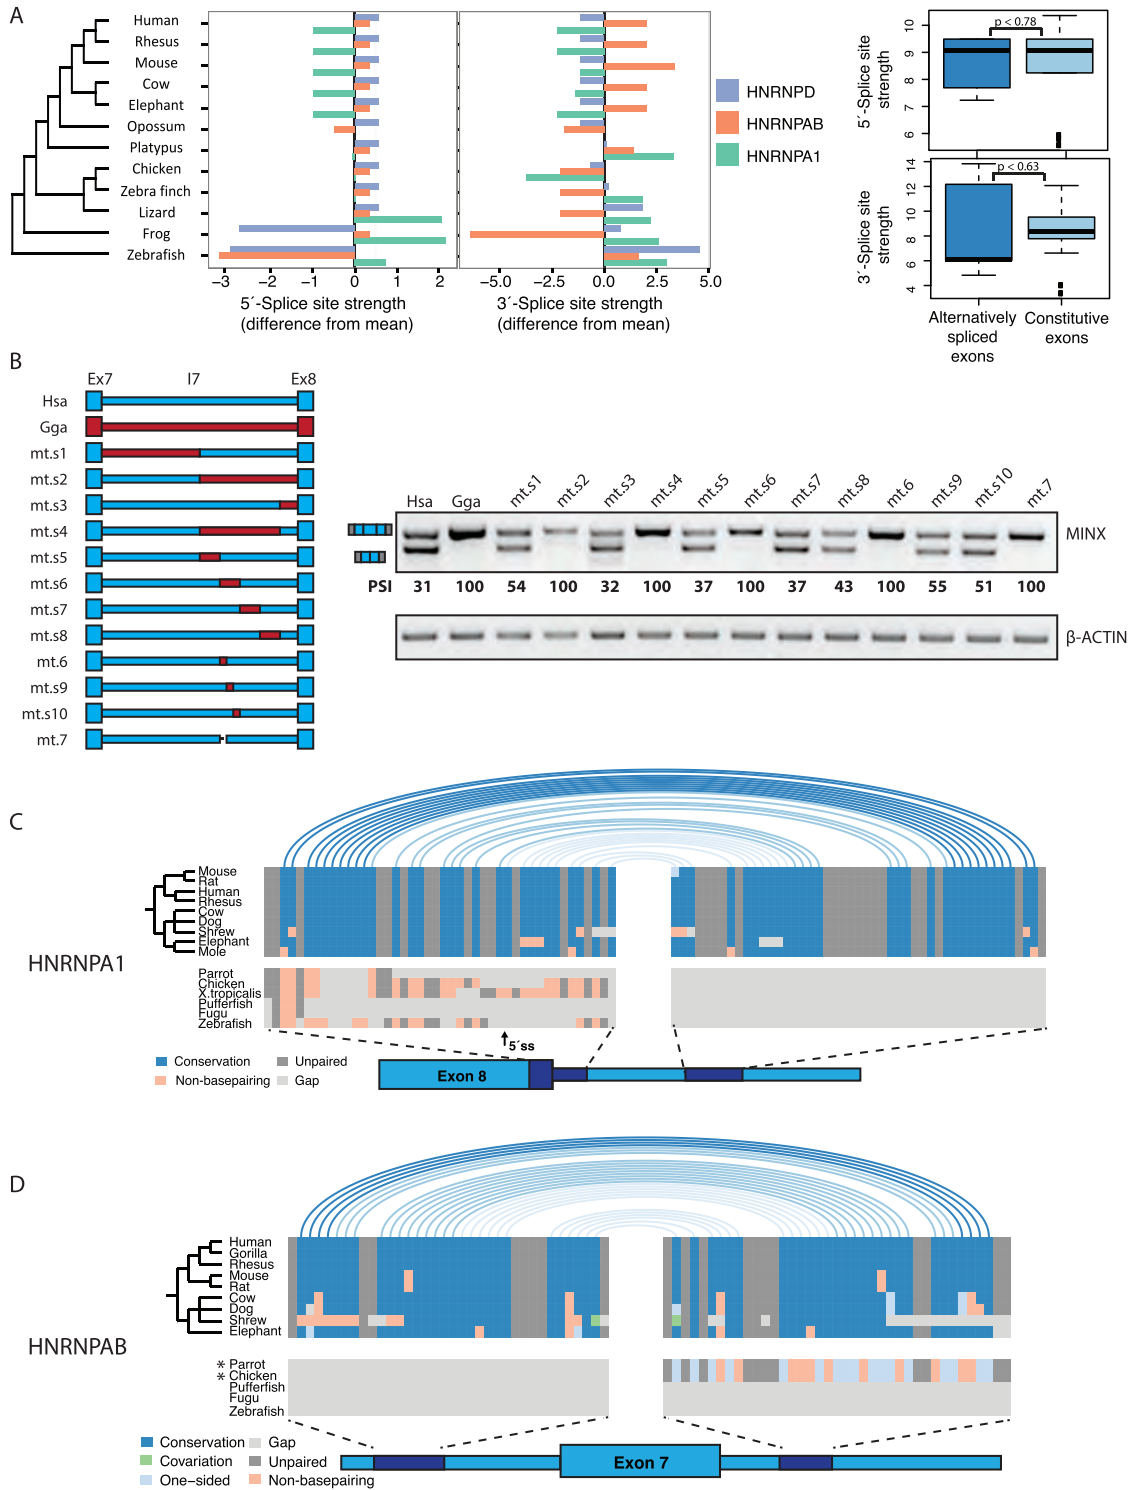 A
Human
Rhesus
Mouse
Cow
Elephant
Opossum
Platypus
Chicken
Zebra finch
Lizard
Frog
Zebrafish
−3 −2 −1 0 1 2
5´-Splice site strength
(difference from mean)
−5.0 −2.5 0.0 2.5 5.0
3´-Splice site strength
(difference from mean)
HNRNPD
HNRNPAB
HNRNPA1
5´-Splice site
strength
10
9
8
7
6
p < 0.78
3´-Splice site
strength
14
12
10
8
6
4
p < 0.63
Alternatively
spliced
exons
Constitutive
exons
B
Ex7 I7 Ex8
Hsa
Gga
mt.s1
mt.s2
mt.s3
mt.s4
mt.s5
mt.s6
mt.s7
mt.s8
mt.6
mt.s9
mt.s10
mt.7
Hsa Gga mt.s1 mt.s2 mt.s3 mt.s4 mt.s5 mt.s6 mt.s7 mt.s8 mt.6 mt.s9 mt.s10 mt.7
MINX
PSI 31 100 54 100 32 100 37 100 37 43 100 55 51 100
β-ACTIN
C
HNRNPA1
Mouse
Rat
Human
Rhesus
Cow
Dog
Shrew
Elephant
Mole
Parrot
Chicken
X.tropicalis
Pufferfish
Fugu
Zebrafish
5´ss
Conservation Unpaired
Non-basepairing Gap
Exon 8
D
HNRNPAB
Human
Gorilla
Rhesus
Mouse
Rat
Cow
Dog
Shrew
Elephant
* Parrot
* Chicken
Pufferfish
Fugu
Zebrafish
Conservation Gap
Covariation Unpaired
One−sided Non-basepairing
Exon 7